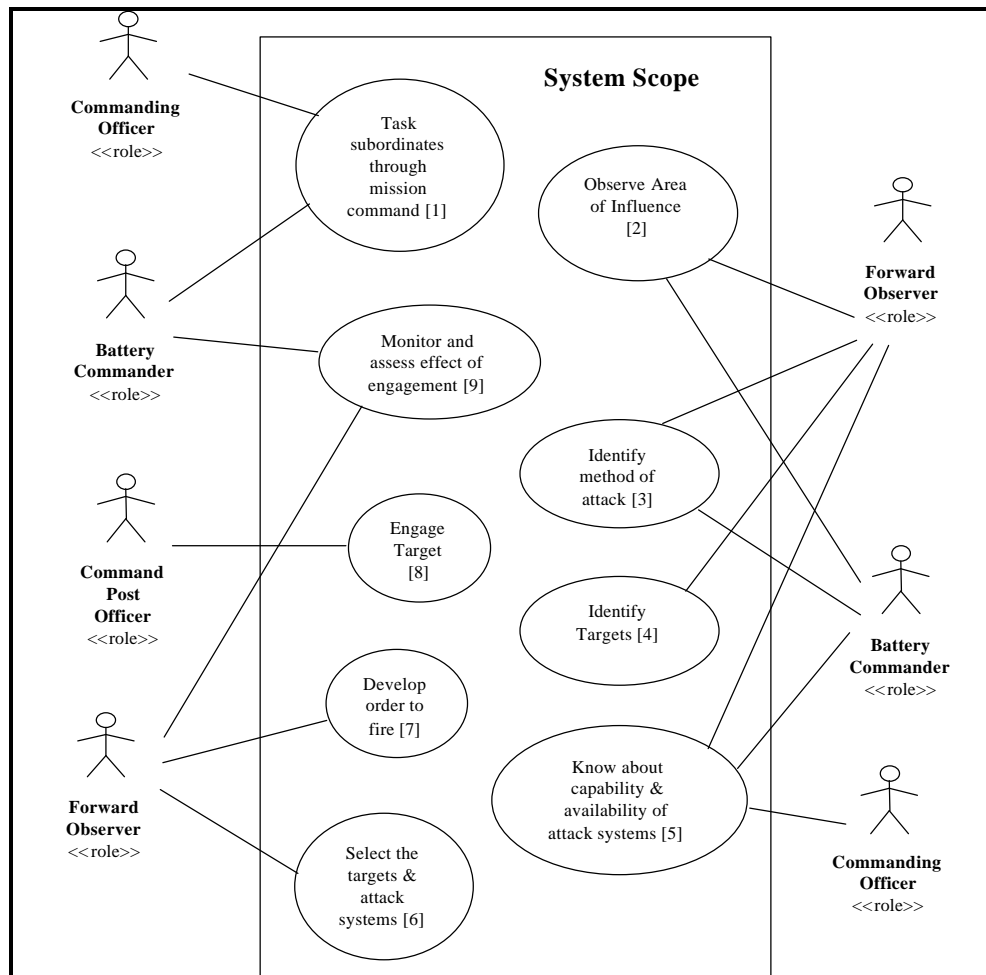 System Scope
Commanding
Officer
<<role>>
Task
subordinates
through
mission
command [1]
Observe Area
of Influence
[2]
Forward
Observer
<<role>>
Battery
Commander
<<role>>
Monitor and
assess effect of
engagement [9]
Identify
method of
attack [3]
Command
Post
Officer
<<role>>
Engage
Target
[8]
Identify
Targets [4]
Battery
Commander
<<role>>
Develop
order to
fire [7]
Forward
Observer
<<role>>
Know about
capability &
availability of
attack systems [5]
Select the
targets &
attack
systems [6]
Commanding
Officer
<<role>>